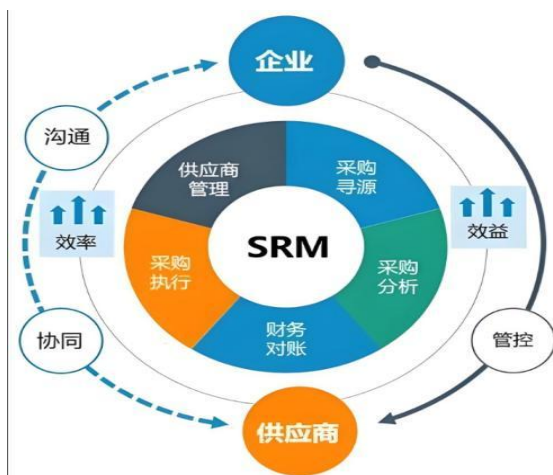 企业
沟通
供应商
管理
采购
寻源
效率
SRM
效益
采购
执行
采购
分析
财务
对账
协同
管控
供应商